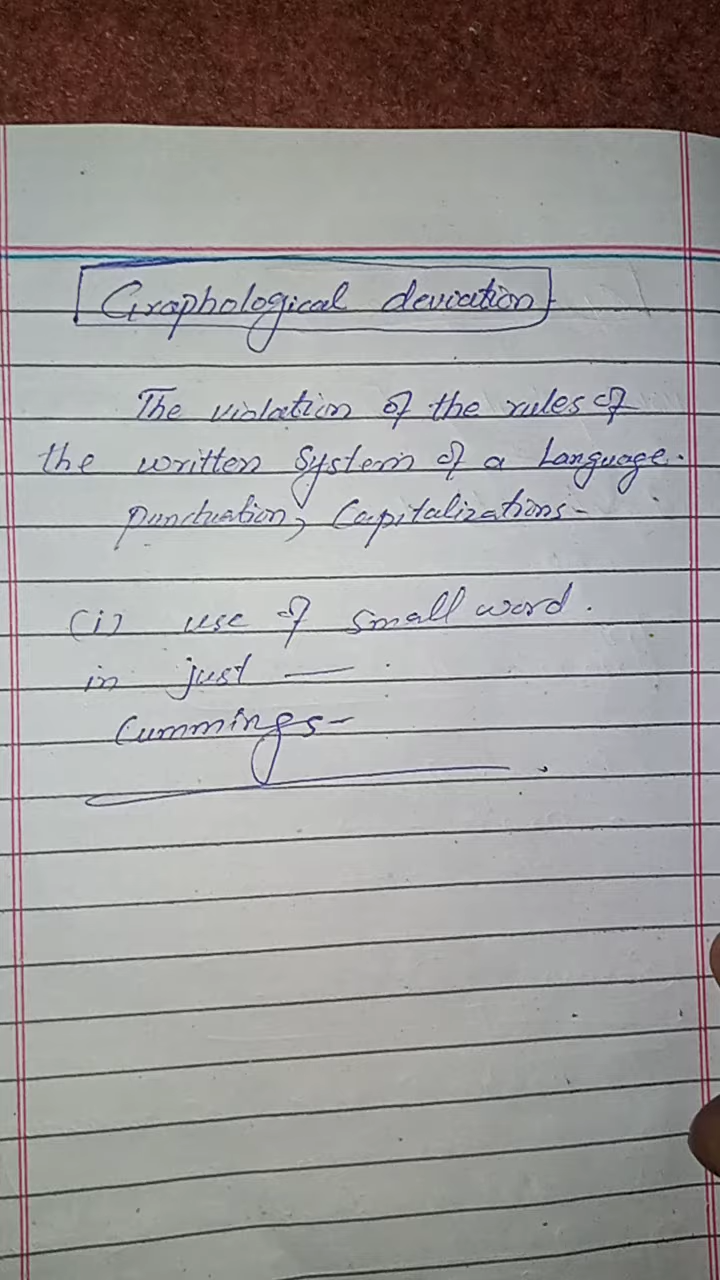 Graphological deviation
The violation of the rules of
the written System of a Language.
punctuation, Capitalizations-
(i) use of small word.
in just —
Cummings-